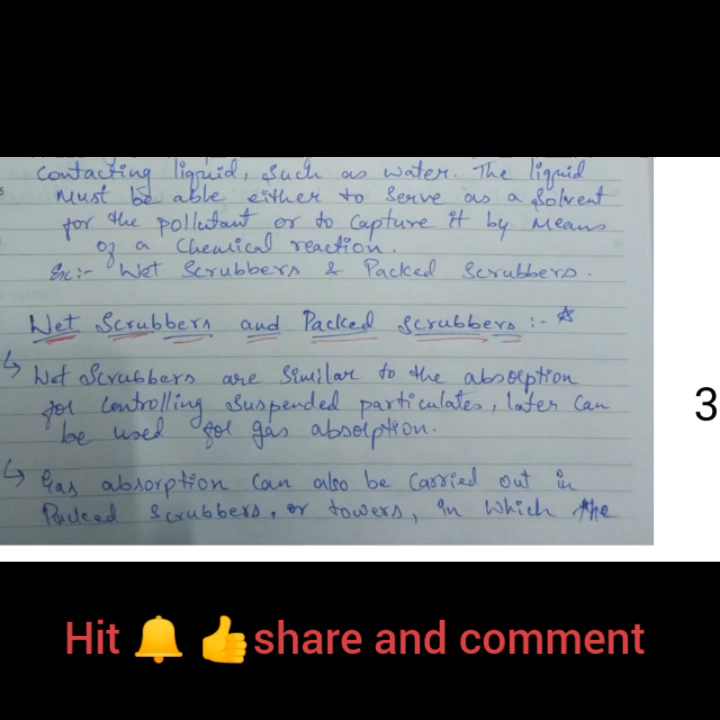 contacting liquid, such as water. The liquid
must be able either to serve as a solvent
for the pollutant or to capture it by means
of a chemical reaction.
Ex:- Wet Scrubbers & Packed Scrubbers.
Wet Scrubbers and Packed Scrubbers :-
↳ Wet Scrubbers are similar to the absorption
for controlling suspended particulates, later can
be used for gas absorption.
↳ Gas absorption can also be carried out in
Packed Scrubbers, or towers, in which the
3
Hit 🔔 👍 share and comment